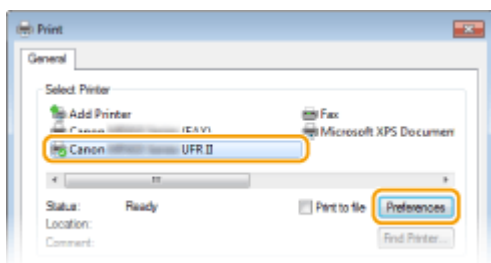 Print
General
Select Printer
Add Printer
Fax
Canon (FAX)
Microsoft XPS Documen
Canon UFR II
Status: Ready
Print to file
Preferences
Location:
Comment:
Find Printer...